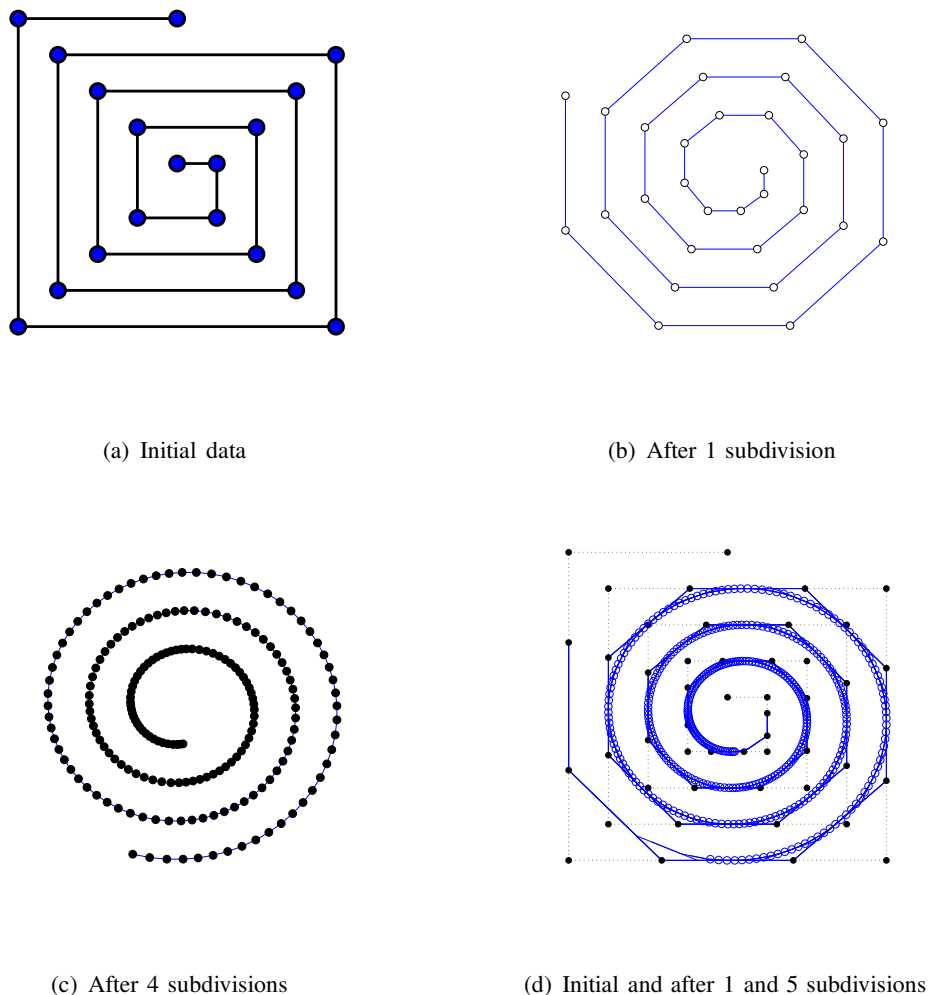 (a) Initial data
(b) After 1 subdivision
(c) After 4 subdivisions
(d) Initial and after 1 and 5 subdivisions